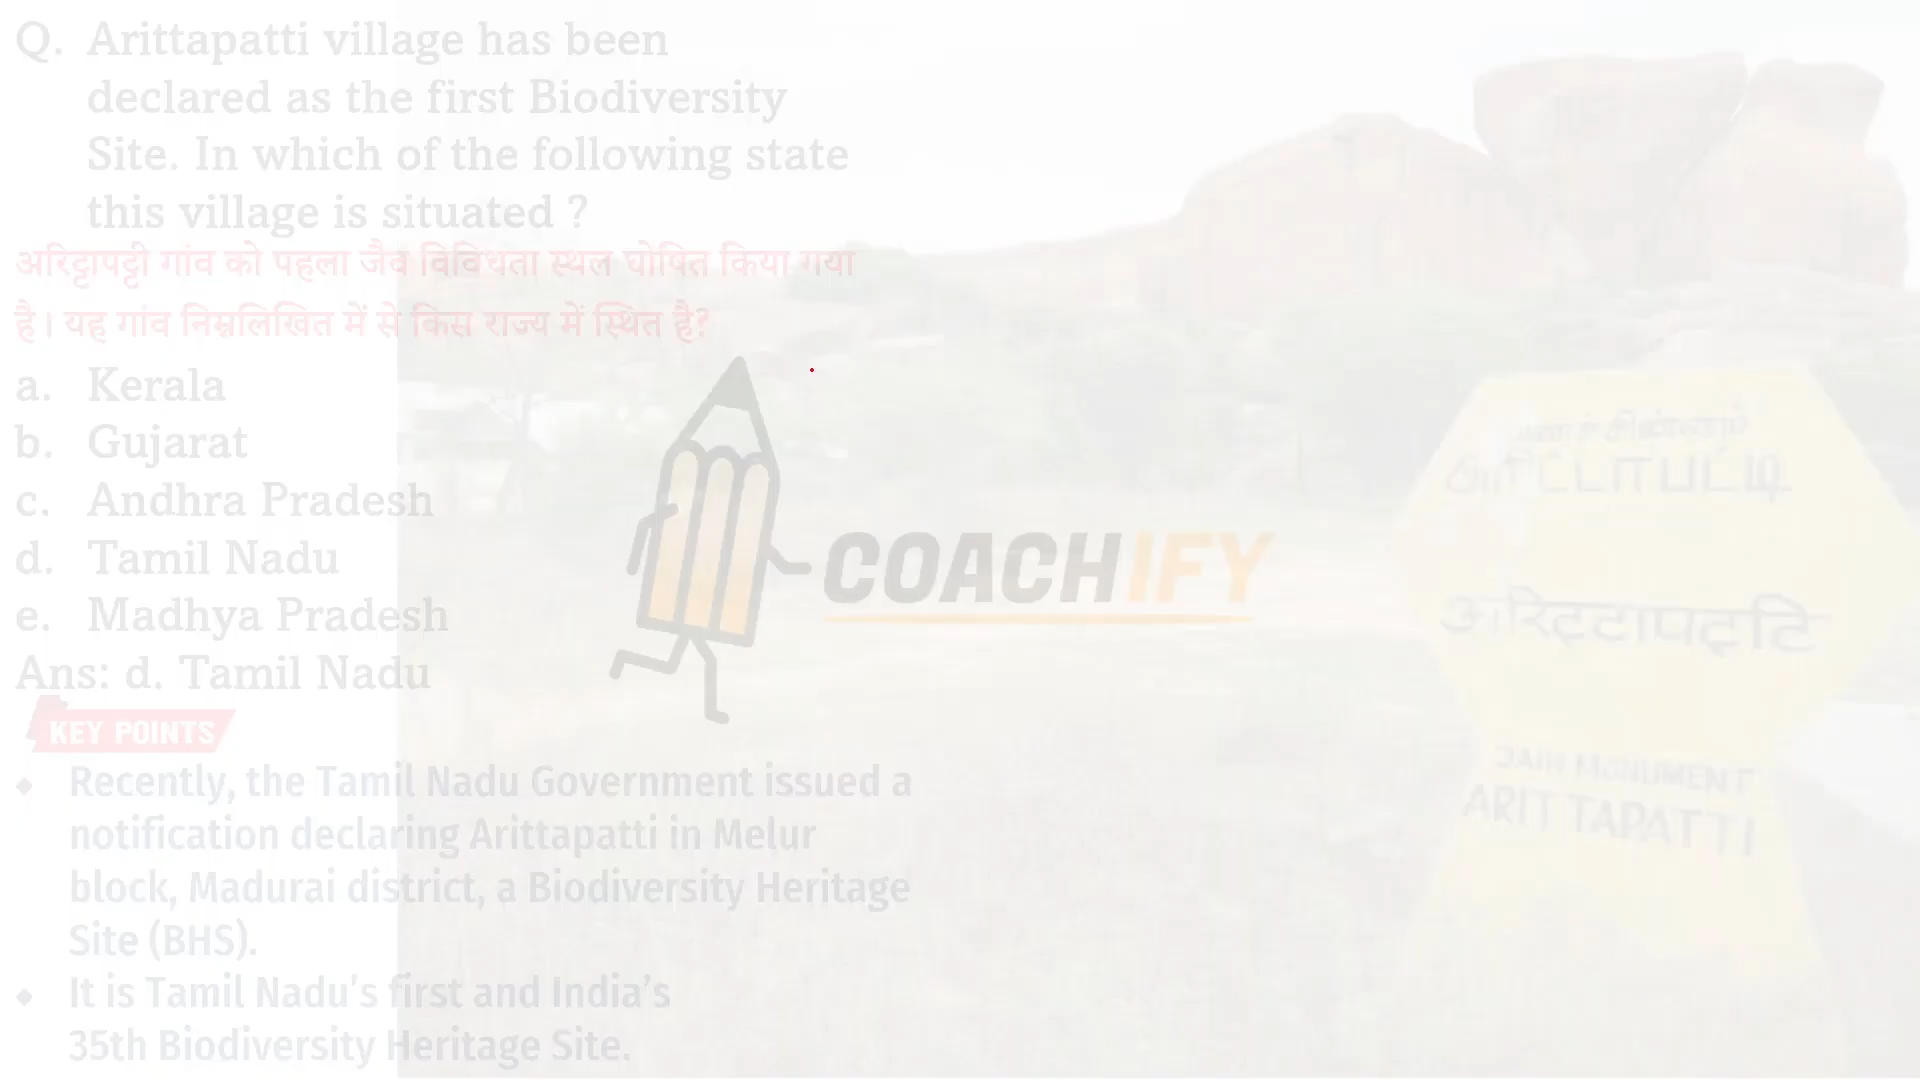 Q. Arittapatti village has been
declared as the first Biodiversity
Site. In which of the following state
this village is situated ?
अरिट्टापट्टी गांव को पहला जैव विविधता स्थल घोषित किया गया
है। यह गांव निम्नलिखित में से किस राज्य में स्थित है?
a. Kerala
b. Gujarat
c. Andhra Pradesh
d. Tamil Nadu
e. Madhya Pradesh
Ans: d. Tamil Nadu
KEY POINTS
◆ Recently, the Tamil Nadu Government issued a
notification declaring Arittapatti in Melur
block, Madurai district, a Biodiversity Heritage
Site (BHS).
◆ It is Tamil Nadu's first and India's
35th Biodiversity Heritage Site.
COACHIFY
அரிட்டாபட்டி
अरिट्टापट्टि
JAIN MONUMENT
ARITTAPATTI